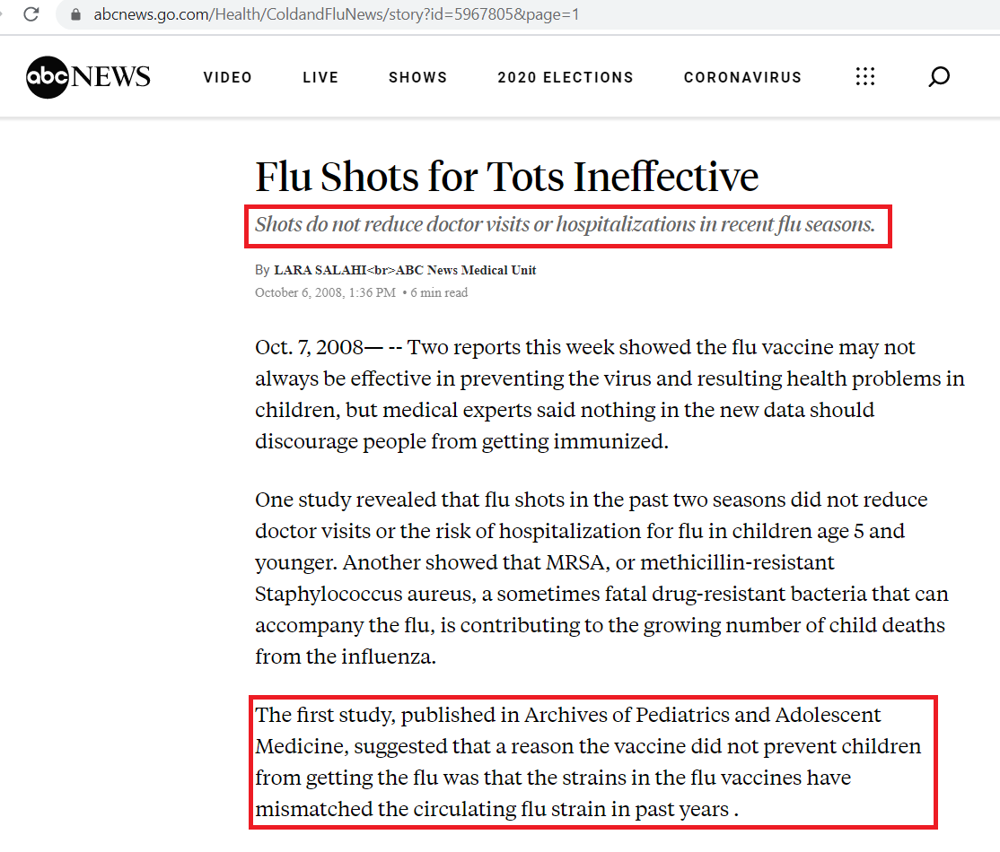 abcnews.go.com/Health/ColdandFluNews/story?id=5967805&page=1
abc NEWS VIDEO LIVE SHOWS 2020 ELECTIONS CORONAVIRUS
Flu Shots for Tots Ineffective
Shots do not reduce doctor visits or hospitalizations in recent flu seasons.
By LARA SALAHI<br>ABC News Medical Unit
October 6, 2008, 1:36 PM • 6 min read
Oct. 7, 2008— -- Two reports this week showed the flu vaccine may not
always be effective in preventing the virus and resulting health problems in
children, but medical experts said nothing in the new data should
discourage people from getting immunized.
One study revealed that flu shots in the past two seasons did not reduce
doctor visits or the risk of hospitalization for flu in children age 5 and
younger. Another showed that MRSA, or methicillin-resistant
Staphylococcus aureus, a sometimes fatal drug-resistant bacteria that can
accompany the flu, is contributing to the growing number of child deaths
from the influenza.
The first study, published in Archives of Pediatrics and Adolescent
Medicine, suggested that a reason the vaccine did not prevent children
from getting the flu was that the strains in the flu vaccines have
mismatched the circulating flu strain in past years .